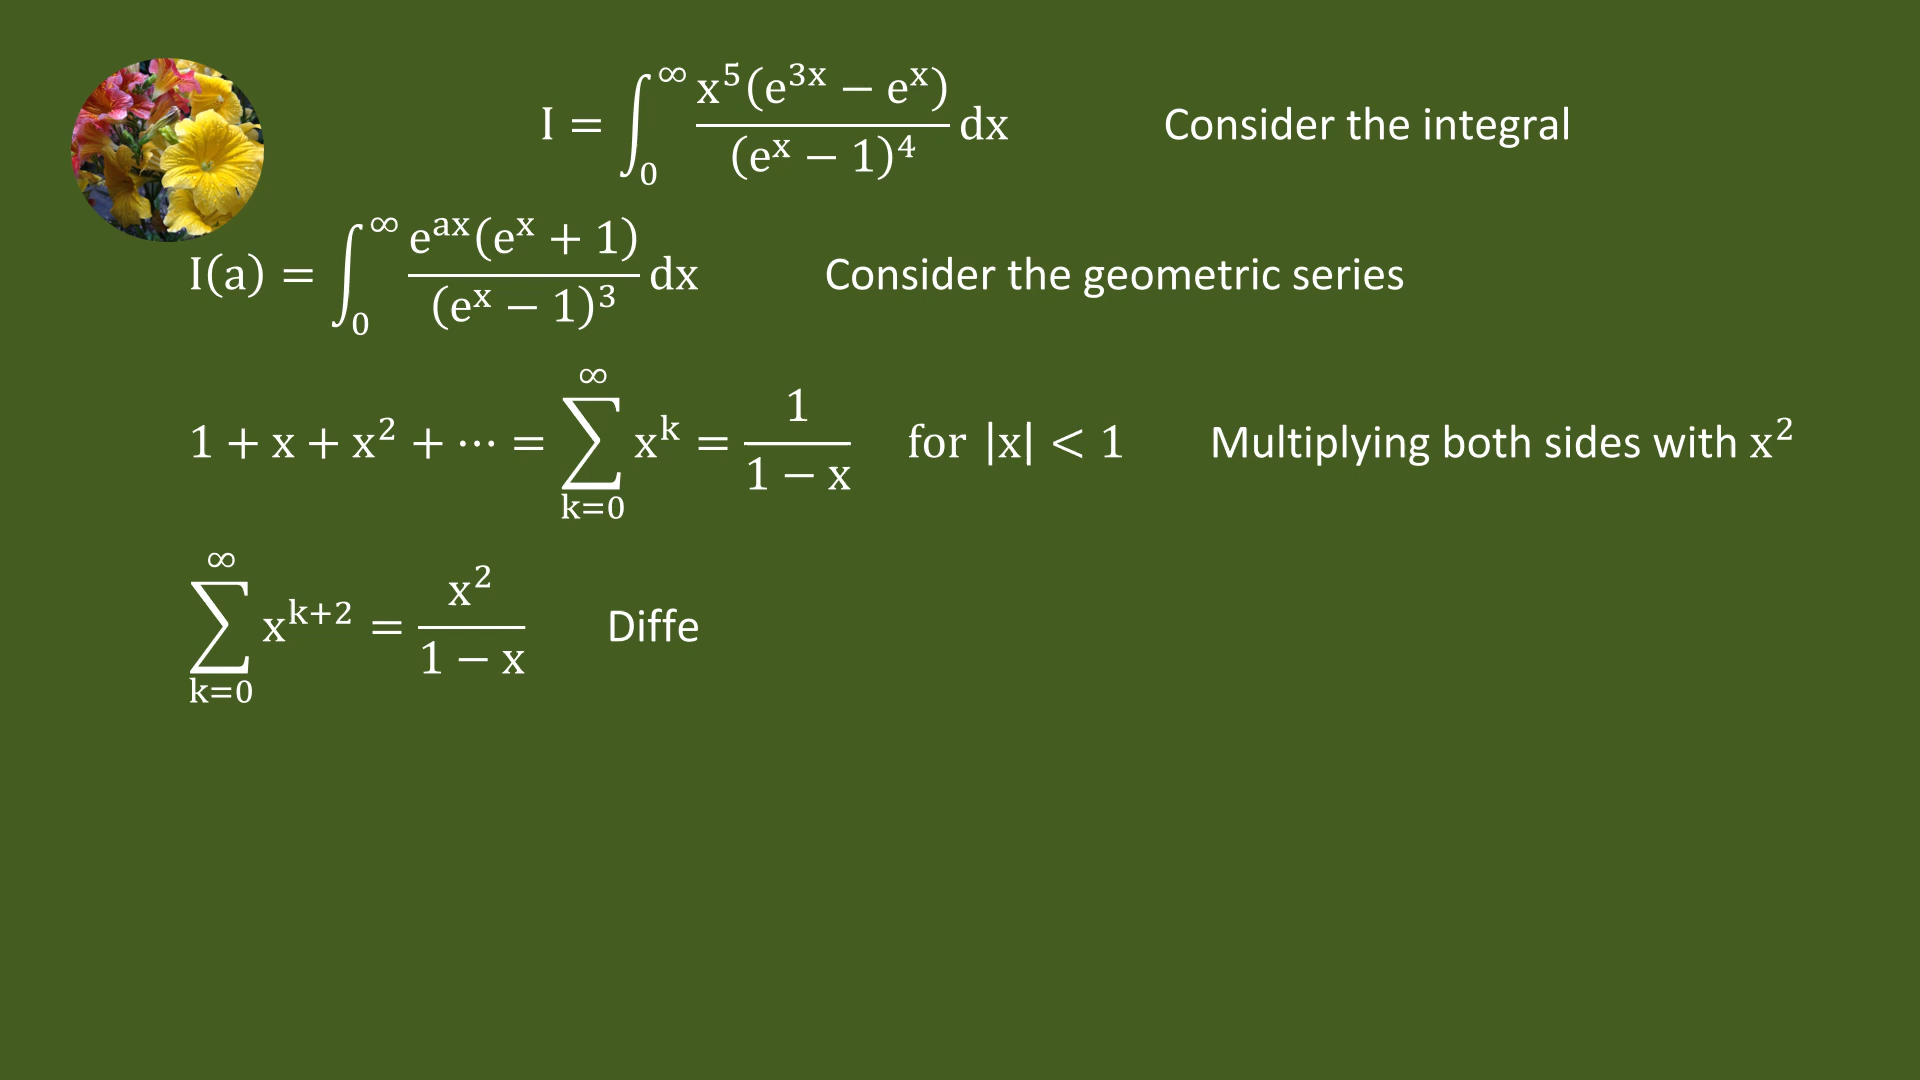 I = ∫₀^∞ x⁵(e³ˣ − eˣ)/(eˣ − 1)⁴ dx Consider the integral
I(a) = ∫₀^∞ eᵃˣ(eˣ + 1)/(eˣ − 1)³ dx Consider the geometric series
1 + x + x² + ⋯ = ∑_{k=0}^∞ xᵏ = 1/(1 − x) for |x| < 1 Multiplying both sides with x²
∑_{k=0}^∞ xᵏ⁺² = x²/(1 − x) Diffe